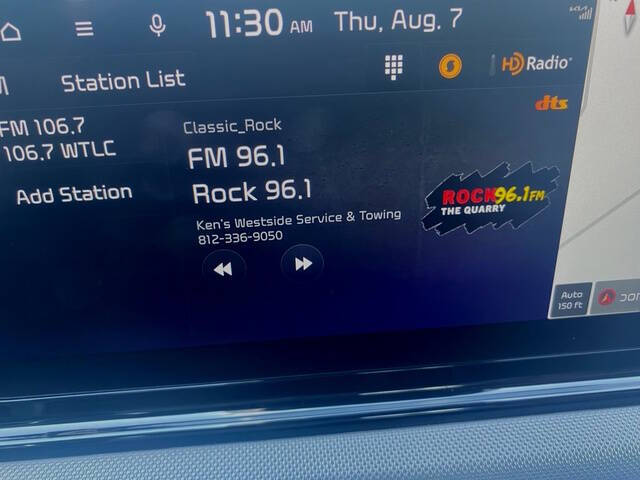 11:30 AM
Thu, Aug. 7
Station List
HD Radio
dts
FM 106.7
106.7 WTLC
Add Station
Classic_Rock
FM 96.1
Rock 96.1
Ken's Westside Service & Towing
812-336-9050
ROCK 96.1 FM
THE QUARRY
Auto
150 ft